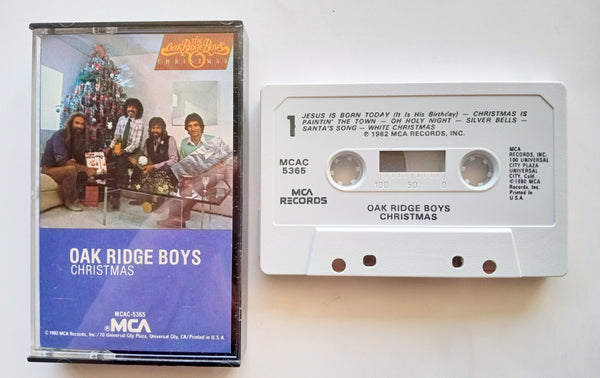 The
Oak Ridge Boys
CHRISTMAS
OAK RIDGE BOYS
CHRISTMAS
MCAC-5365
MCA
© 1982 MCA Records, Inc./70 Universal City Plaza, Universal City, CA/Printed in U.S.A.
1
JESUS IS BORN TODAY (It Is His Birthday) — CHRISTMAS IS
PAINTIN' THE TOWN — OH HOLY NIGHT — SILVER BELLS —
SANTA'S SONG — WHITE CHRISTMAS
℗ 1982 MCA RECORDS, INC.
MCAC
5365
MCA
RECORDS
100 50 0
MCA
RECORDS, INC.
100 UNIVERSAL
CITY PLAZA
UNIVERSAL
CITY, Calif.
© 1980 MCA
Records, Inc.
Printed in
U.S.A
OAK RIDGE BOYS
CHRISTMAS